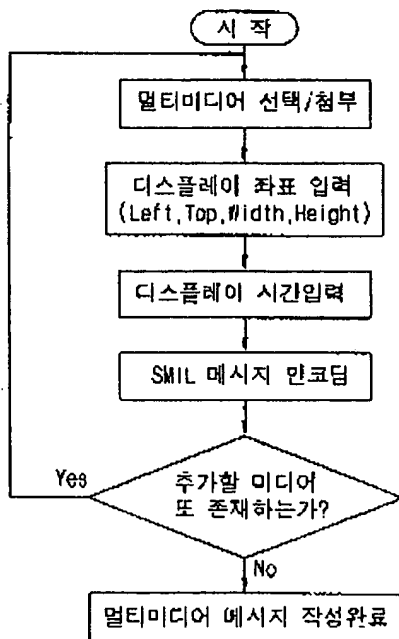 시 작
멀티미디어 선택/첨부
디스플레이 좌표 입력
(Left,Top,Width,Height)
디스플레이 시간입력
SMIL 메시지 인코딩
추가할 미디어
또 존재하는가?
Yes
No
멀티미디어 메시지 작성완료